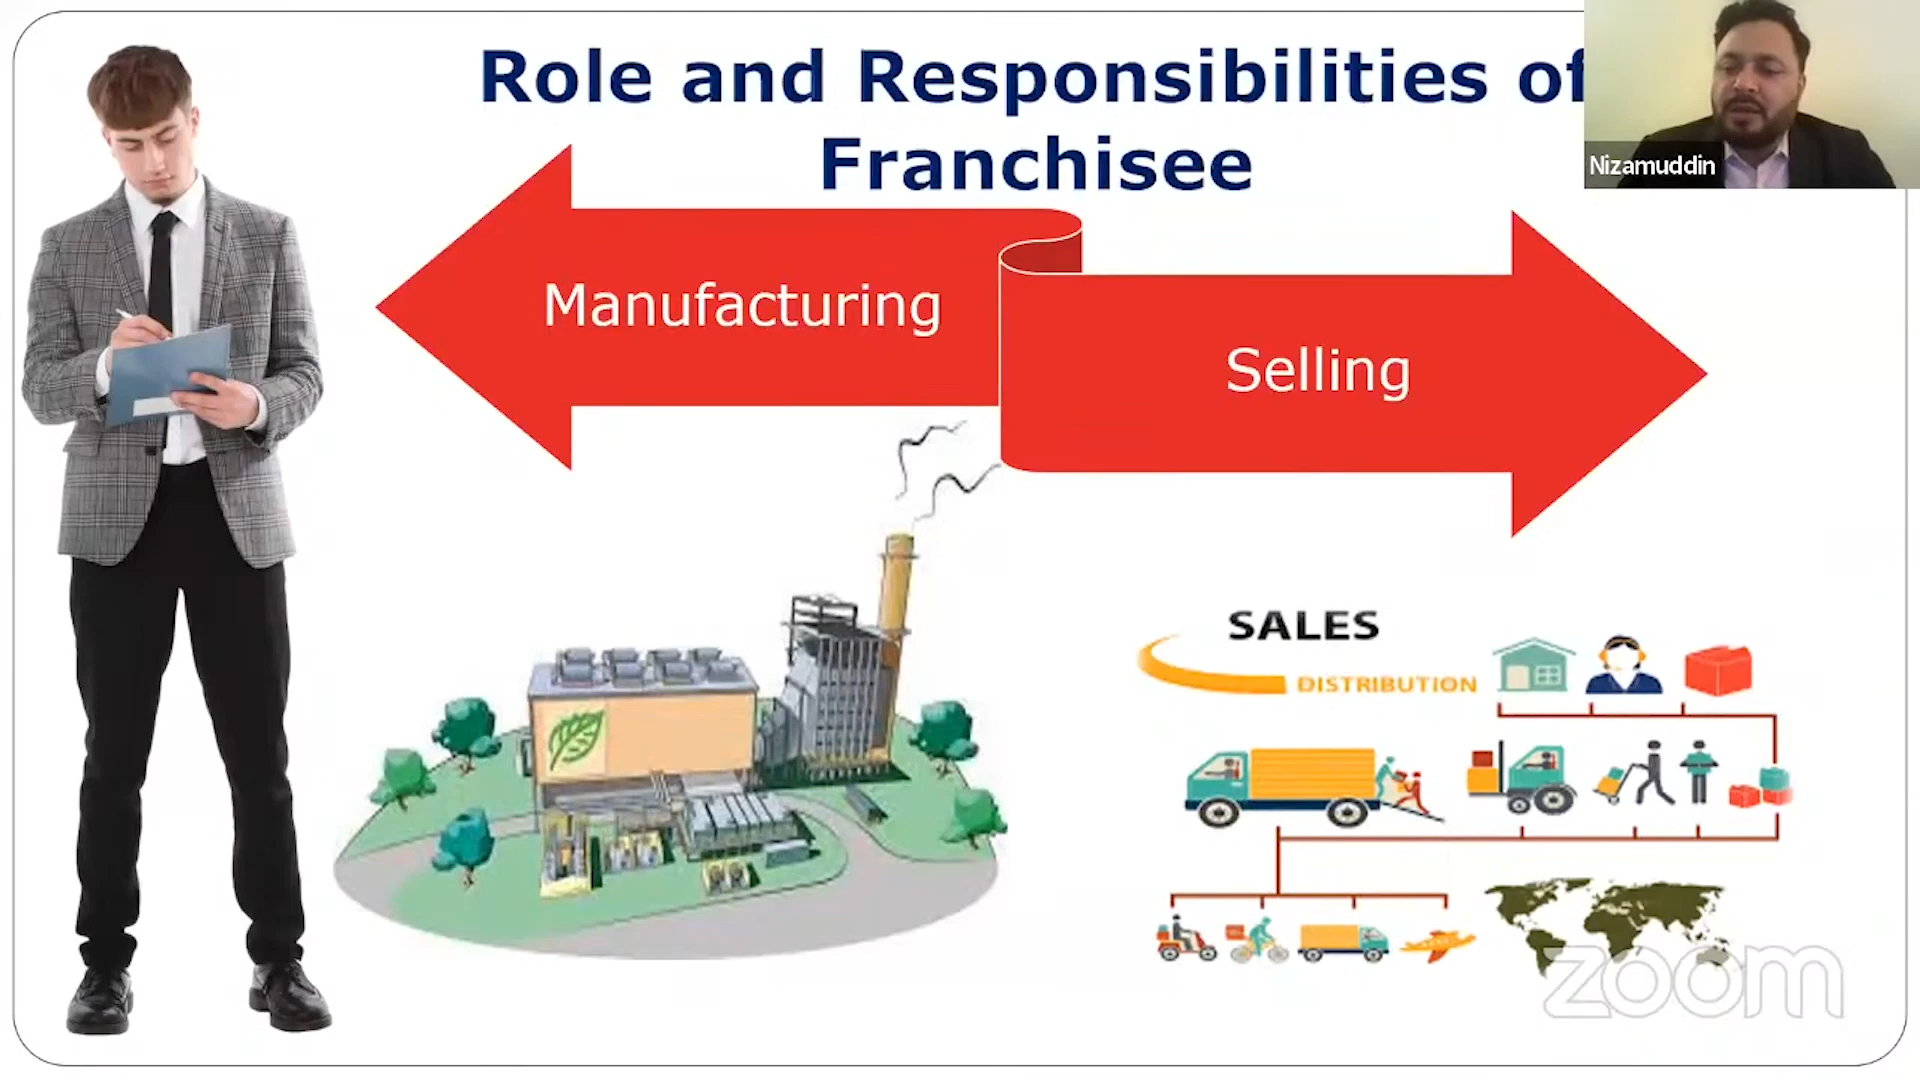 Role and Responsibilities of
Franchisee
Nizamuddin
Manufacturing
Selling
SALES
DISTRIBUTION
zoom